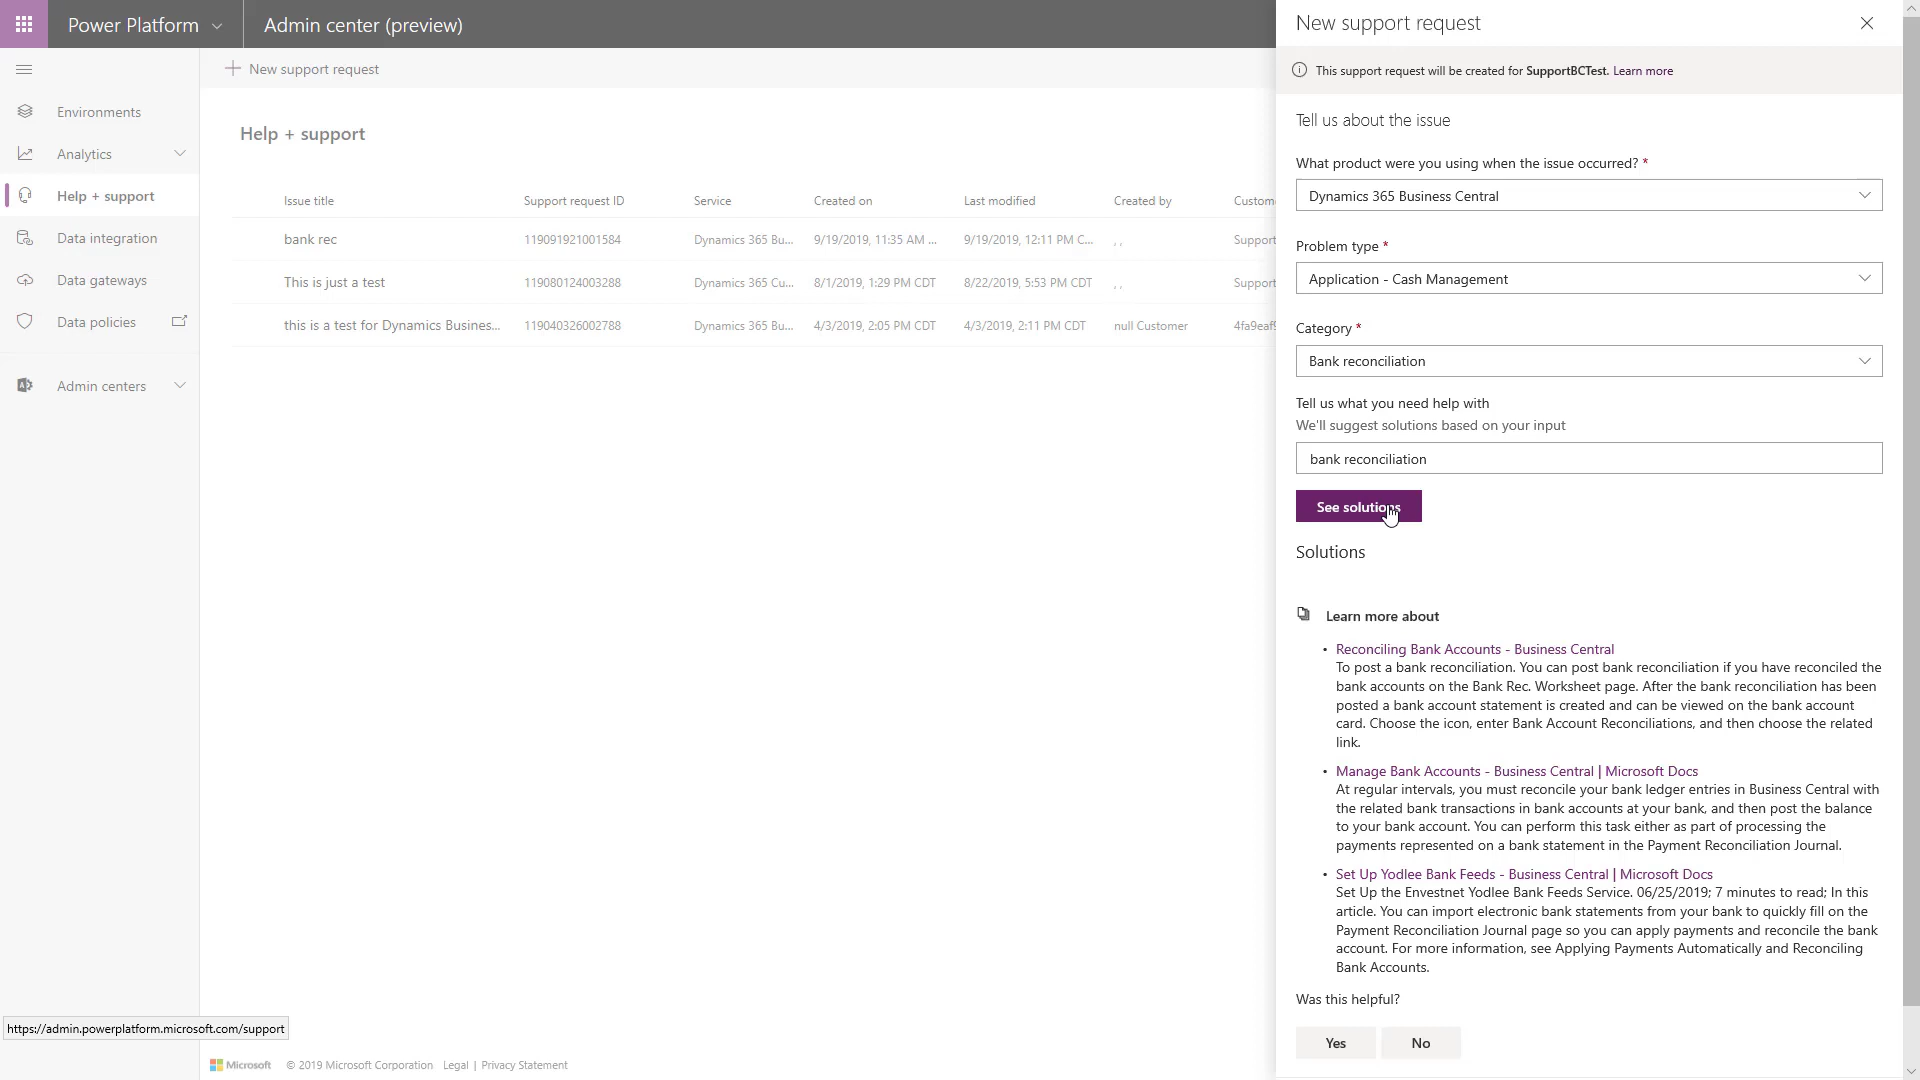 Power Platform
Admin center (preview)
New support request
Environments
Analytics
Help + support
Data integration
Data gateways
Data policies
Admin centers
Help + support
Issue title Support request ID Service Created on Last modified Created by Custom
bank rec 119091921001584 Dynamics 365 Bu... 9/19/2019, 11:35 AM ... 9/19/2019, 12:11 PM C... , , Support
This is just a test 119080124003288 Dynamics 365 Cu... 8/1/2019, 1:29 PM CDT 8/22/2019, 5:53 PM CDT , , Support
this is a test for Dynamics Busines... 119040326002788 Dynamics 365 Bu... 4/3/2019, 2:05 PM CDT 4/3/2019, 2:11 PM CDT null Customer 4fa9eaf9
https://admin.powerplatform.microsoft.com/support
Microsoft © 2019 Microsoft Corporation Legal | Privacy Statement
New support request
This support request will be created for SupportBCTest. Learn more
Tell us about the issue
What product were you using when the issue occurred? *
Dynamics 365 Business Central
Problem type *
Application - Cash Management
Category *
Bank reconciliation
Tell us what you need help with
We'll suggest solutions based on your input
bank reconciliation
See solutions
Solutions
Learn more about
• Reconciling Bank Accounts - Business Central
To post a bank reconciliation. You can post bank reconciliation if you have reconciled the
bank accounts on the Bank Rec. Worksheet page. After the bank reconciliation has been
posted a bank account statement is created and can be viewed on the bank account
card. Choose the icon, enter Bank Account Reconciliations, and then choose the related
link.
• Manage Bank Accounts - Business Central | Microsoft Docs
At regular intervals, you must reconcile your bank ledger entries in Business Central with
the related bank transactions in bank accounts at your bank, and then post the balance
to your bank account. You can perform this task either as part of processing the
payments represented on a bank statement in the Payment Reconciliation Journal.
• Set Up Yodlee Bank Feeds - Business Central | Microsoft Docs
Set Up the Envestnet Yodlee Bank Feeds Service. 06/25/2019; 7 minutes to read; In this
article. You can import electronic bank statements from your bank to quickly fill on the
Payment Reconciliation Journal page so you can apply payments and reconcile the bank
account. For more information, see Applying Payments Automatically and Reconciling
Bank Accounts.
Was this helpful?
Yes
No